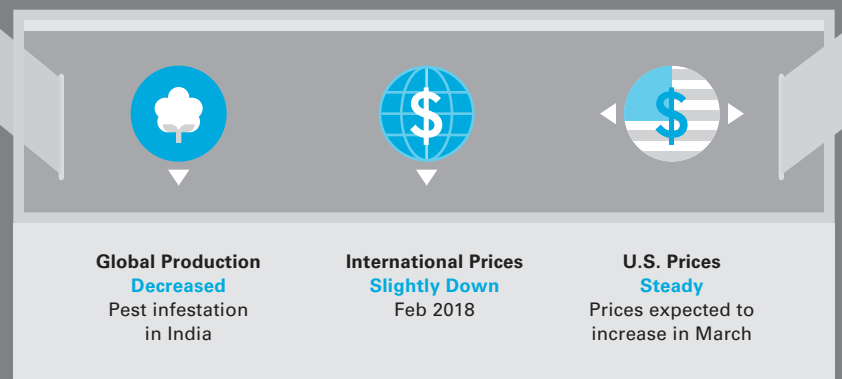 Global Production
Decreased
Pest infestation
in India
International Prices
Slightly Down
Feb 2018
U.S. Prices
Steady
Prices expected to
increase in March